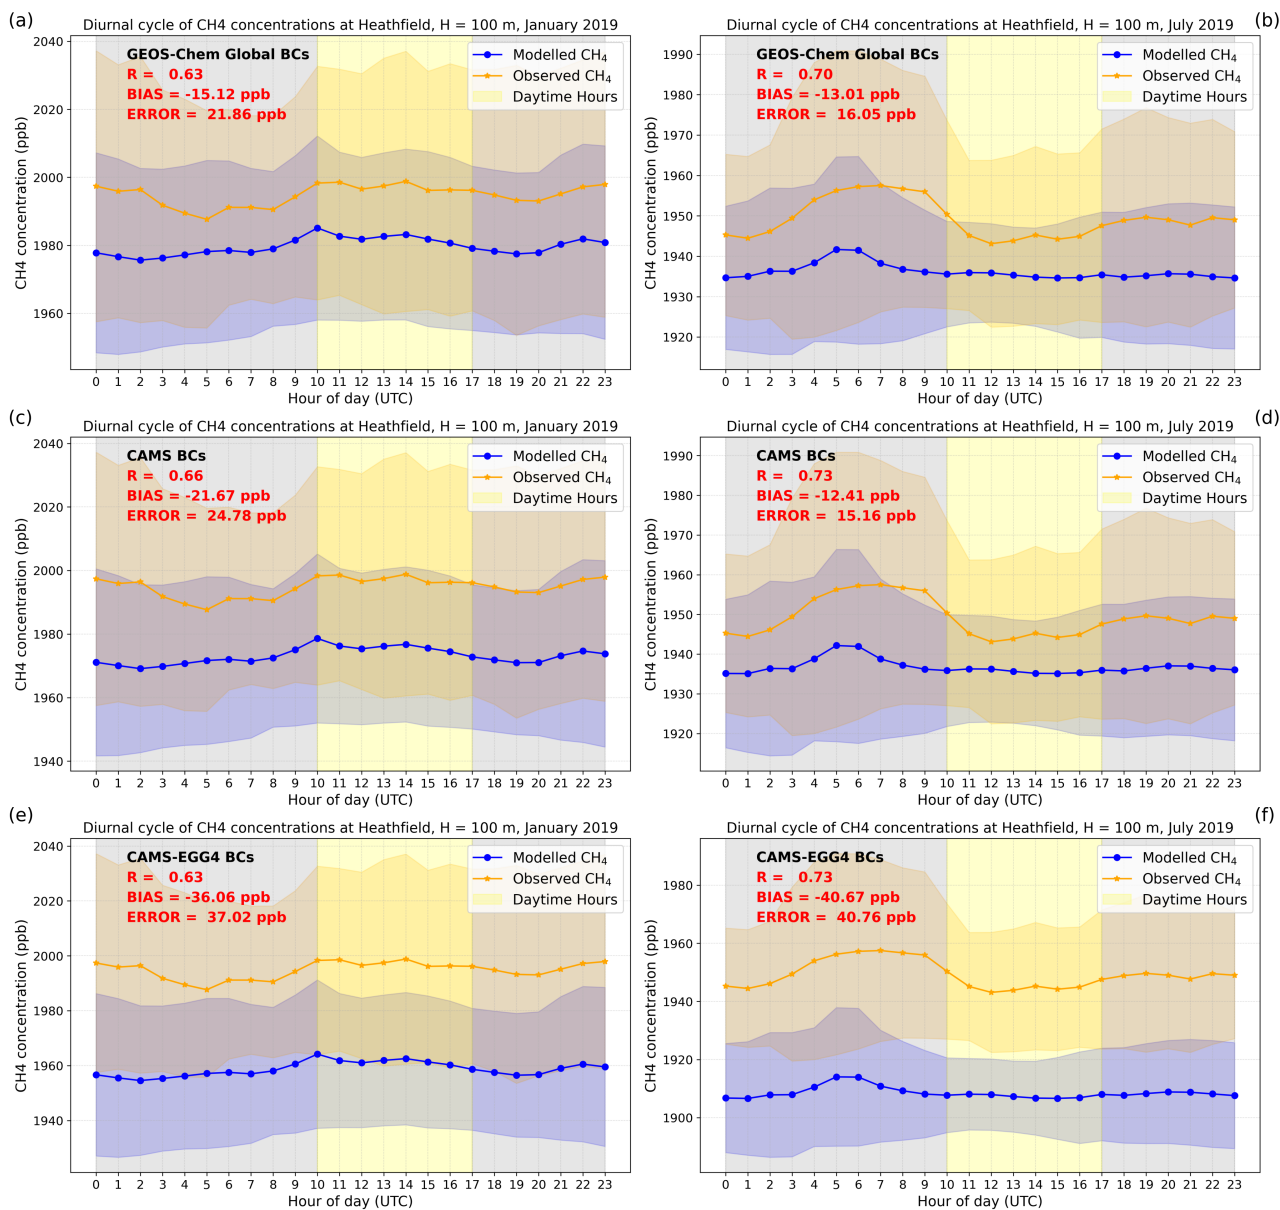 (a)
Diurnal cycle of CH4 concentrations at Heathfield, H = 100 m, January 2019
GEOS-Chem Global BCs
R = 0.63
BIAS = -15.12 ppb
ERROR = 21.86 ppb
Modelled CH₄
Observed CH₄
Daytime Hours
CH4 concentration (ppb)
2040
2020
2000
1980
1960
0 1 2 3 4 5 6 7 8 9 10 11 12 13 14 15 16 17 18 19 20 21 22 23
Hour of day (UTC)
(b)
Diurnal cycle of CH4 concentrations at Heathfield, H = 100 m, July 2019
GEOS-Chem Global BCs
R = 0.70
BIAS = -13.01 ppb
ERROR = 16.05 ppb
Modelled CH₄
Observed CH₄
Daytime Hours
CH4 concentration (ppb)
1990
1980
1970
1960
1950
1940
1930
1920
0 1 2 3 4 5 6 7 8 9 10 11 12 13 14 15 16 17 18 19 20 21 22 23
Hour of day (UTC)
(c)
Diurnal cycle of CH4 concentrations at Heathfield, H = 100 m, January 2019
CAMS BCs
R = 0.66
BIAS = -21.67 ppb
ERROR = 24.78 ppb
Modelled CH₄
Observed CH₄
Daytime Hours
CH4 concentration (ppb)
2040
2020
2000
1980
1960
1940
0 1 2 3 4 5 6 7 8 9 10 11 12 13 14 15 16 17 18 19 20 21 22 23
Hour of day (UTC)
(d)
Diurnal cycle of CH4 concentrations at Heathfield, H = 100 m, July 2019
CAMS BCs
R = 0.73
BIAS = -12.41 ppb
ERROR = 15.16 ppb
Modelled CH₄
Observed CH₄
Daytime Hours
CH4 concentration (ppb)
1990
1980
1970
1960
1950
1940
1930
1920
0 1 2 3 4 5 6 7 8 9 10 11 12 13 14 15 16 17 18 19 20 21 22 23
Hour of day (UTC)
(e)
Diurnal cycle of CH4 concentrations at Heathfield, H = 100 m, January 2019
CAMS-EGG4 BCs
R = 0.63
BIAS = -36.06 ppb
ERROR = 37.02 ppb
Modelled CH₄
Observed CH₄
Daytime Hours
CH4 concentration (ppb)
2040
2020
2000
1980
1960
1940
0 1 2 3 4 5 6 7 8 9 10 11 12 13 14 15 16 17 18 19 20 21 22 23
Hour of day (UTC)
(f)
Diurnal cycle of CH4 concentrations at Heathfield, H = 100 m, July 2019
CAMS-EGG4 BCs
R = 0.73
BIAS = -40.67 ppb
ERROR = 40.76 ppb
Modelled CH₄
Observed CH₄
Daytime Hours
CH4 concentration (ppb)
1980
1960
1940
1920
1900
0 1 2 3 4 5 6 7 8 9 10 11 12 13 14 15 16 17 18 19 20 21 22 23
Hour of day (UTC)